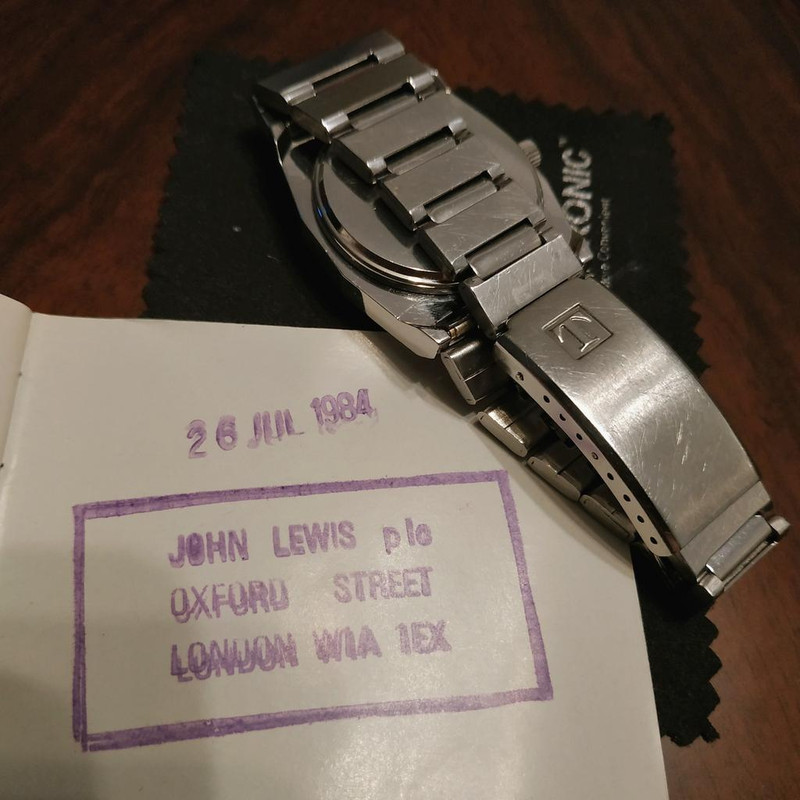 26 JUL 1984
JOHN LEWIS plc
OXFORD STREET
LONDON W1A 1EX
T